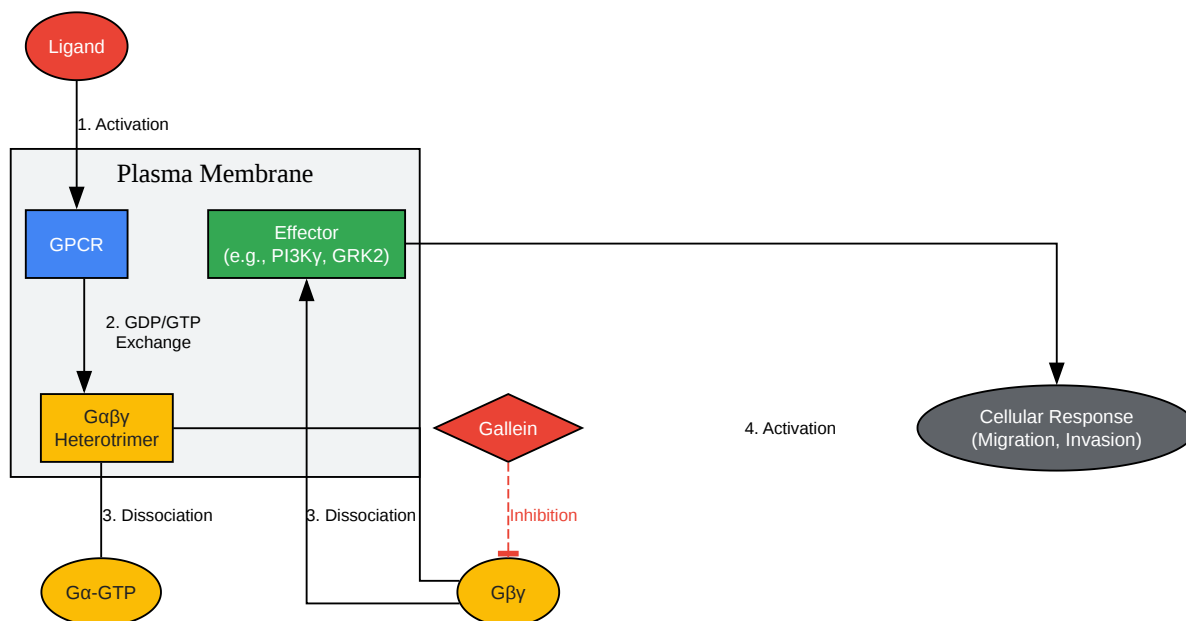 Ligand
1. Activation
Plasma Membrane
GPCR
Effector
(e.g., PI3Kγ, GRK2)
2. GDP/GTP
Exchange
Gαβγ
Heterotrimer
Gallein
4. Activation
Cellular Response
(Migration, Invasion)
3. Dissociation
3. Dissociation
Inhibition
Gα-GTP
Gβγ